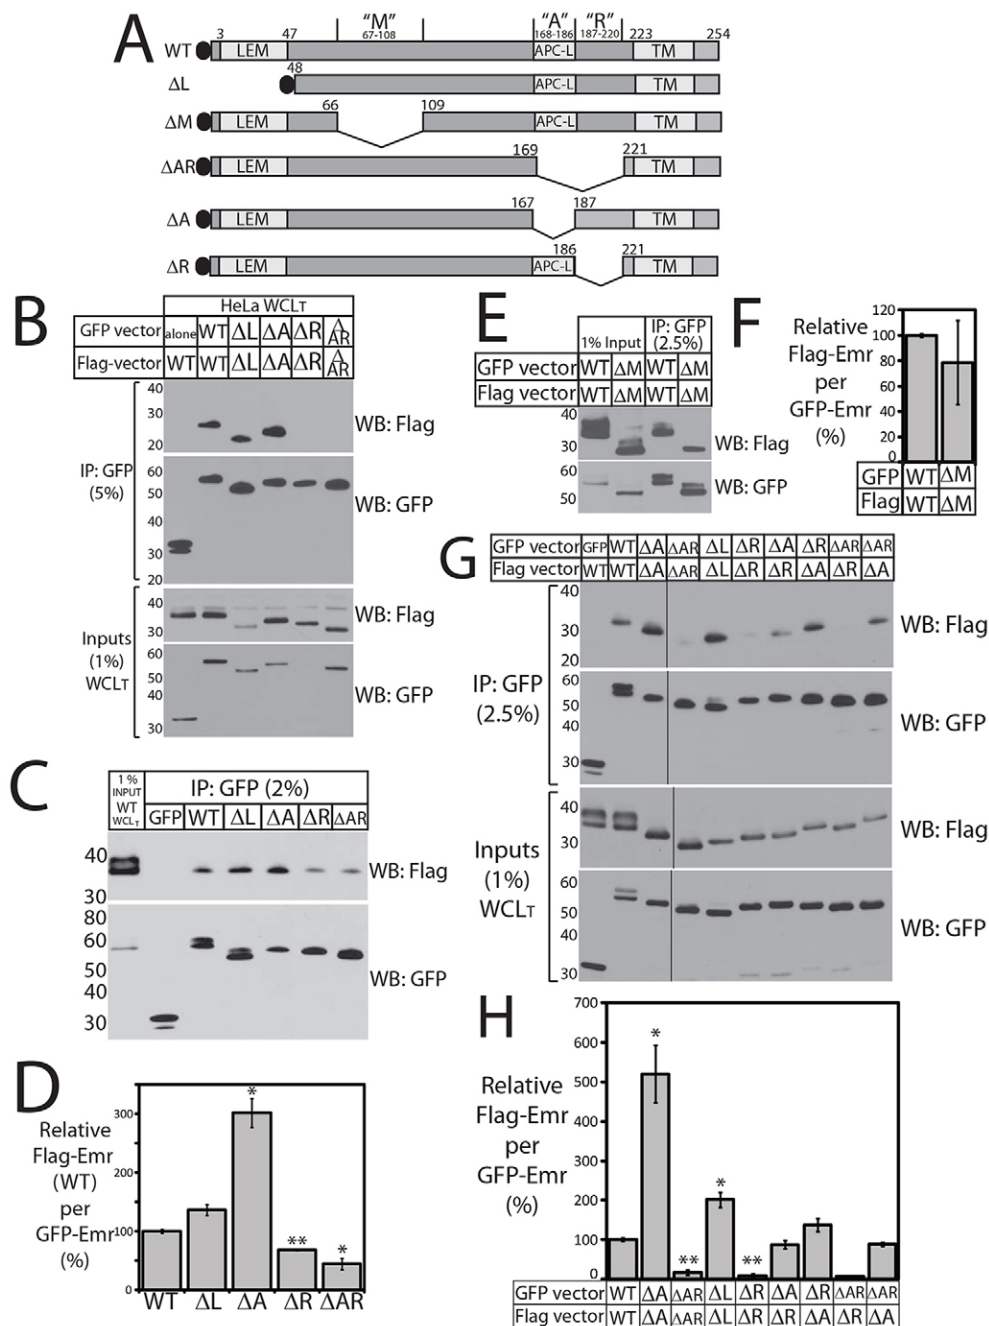 A
"M"
67-108
"A"
168-186
"R"
187-220
3
47
223
254
WT
LEM
APC-L
TM
48
ΔL
APC-L
TM
66
109
ΔM
LEM
APC-L
TM
169
221
ΔAR
LEM
TM
167
187
ΔA
LEM
TM
186
221
ΔR
LEM
APC-L
TM
B
HeLa WCLT
GFP vector alone WT ΔL ΔA ΔR ΔAR
Flag-vector WT WT ΔL ΔA ΔR ΔAR
IP: GFP
(5%)
40
30
20
WB: Flag
60
50
40
30
20
WB: GFP
Inputs
(1%)
WCLT
40
30
WB: Flag
60
50
40
30
WB: GFP
C
1 %
INPUT
WT
WCLT
IP: GFP (2%)
GFP WT ΔL ΔA ΔR ΔAR
40
30
WB: Flag
80
60
50
40
30
WB: GFP
D
Relative
Flag-Emr
(WT)
per
GFP-Emr
(%)
300
200
100
0
*
**
*
WT ΔL ΔA ΔR ΔAR
E
1% Input
IP: GFP
(2.5%)
GFP vector WT ΔM WT ΔM
Flag vector WT ΔM WT ΔM
40
30
WB: Flag
60
50
WB: GFP
F
Relative
Flag-Emr
per
GFP-Emr
(%)
120
100
80
60
40
20
0
GFP WT ΔM
Flag WT ΔM
G
GFP vector GFP WT ΔA ΔAR ΔL ΔR ΔA ΔR ΔAR ΔAR
Flag vector WT WT ΔA ΔAR ΔL ΔR ΔR ΔA ΔR ΔA
IP: GFP
(2.5%)
40
30
20
WB: Flag
60
50
40
30
WB: GFP
Inputs
(1%)
WCLT
40
30
WB: Flag
60
50
40
30
WB: GFP
H
Relative
Flag-Emr
per
GFP-Emr
(%)
700
600
500
400
300
200
100
0
*
**
*
**
GFP vector WT ΔA ΔAR ΔL ΔR ΔA ΔR ΔAR ΔAR
Flag vector WT ΔA ΔAR ΔL ΔR ΔR ΔA ΔR ΔA